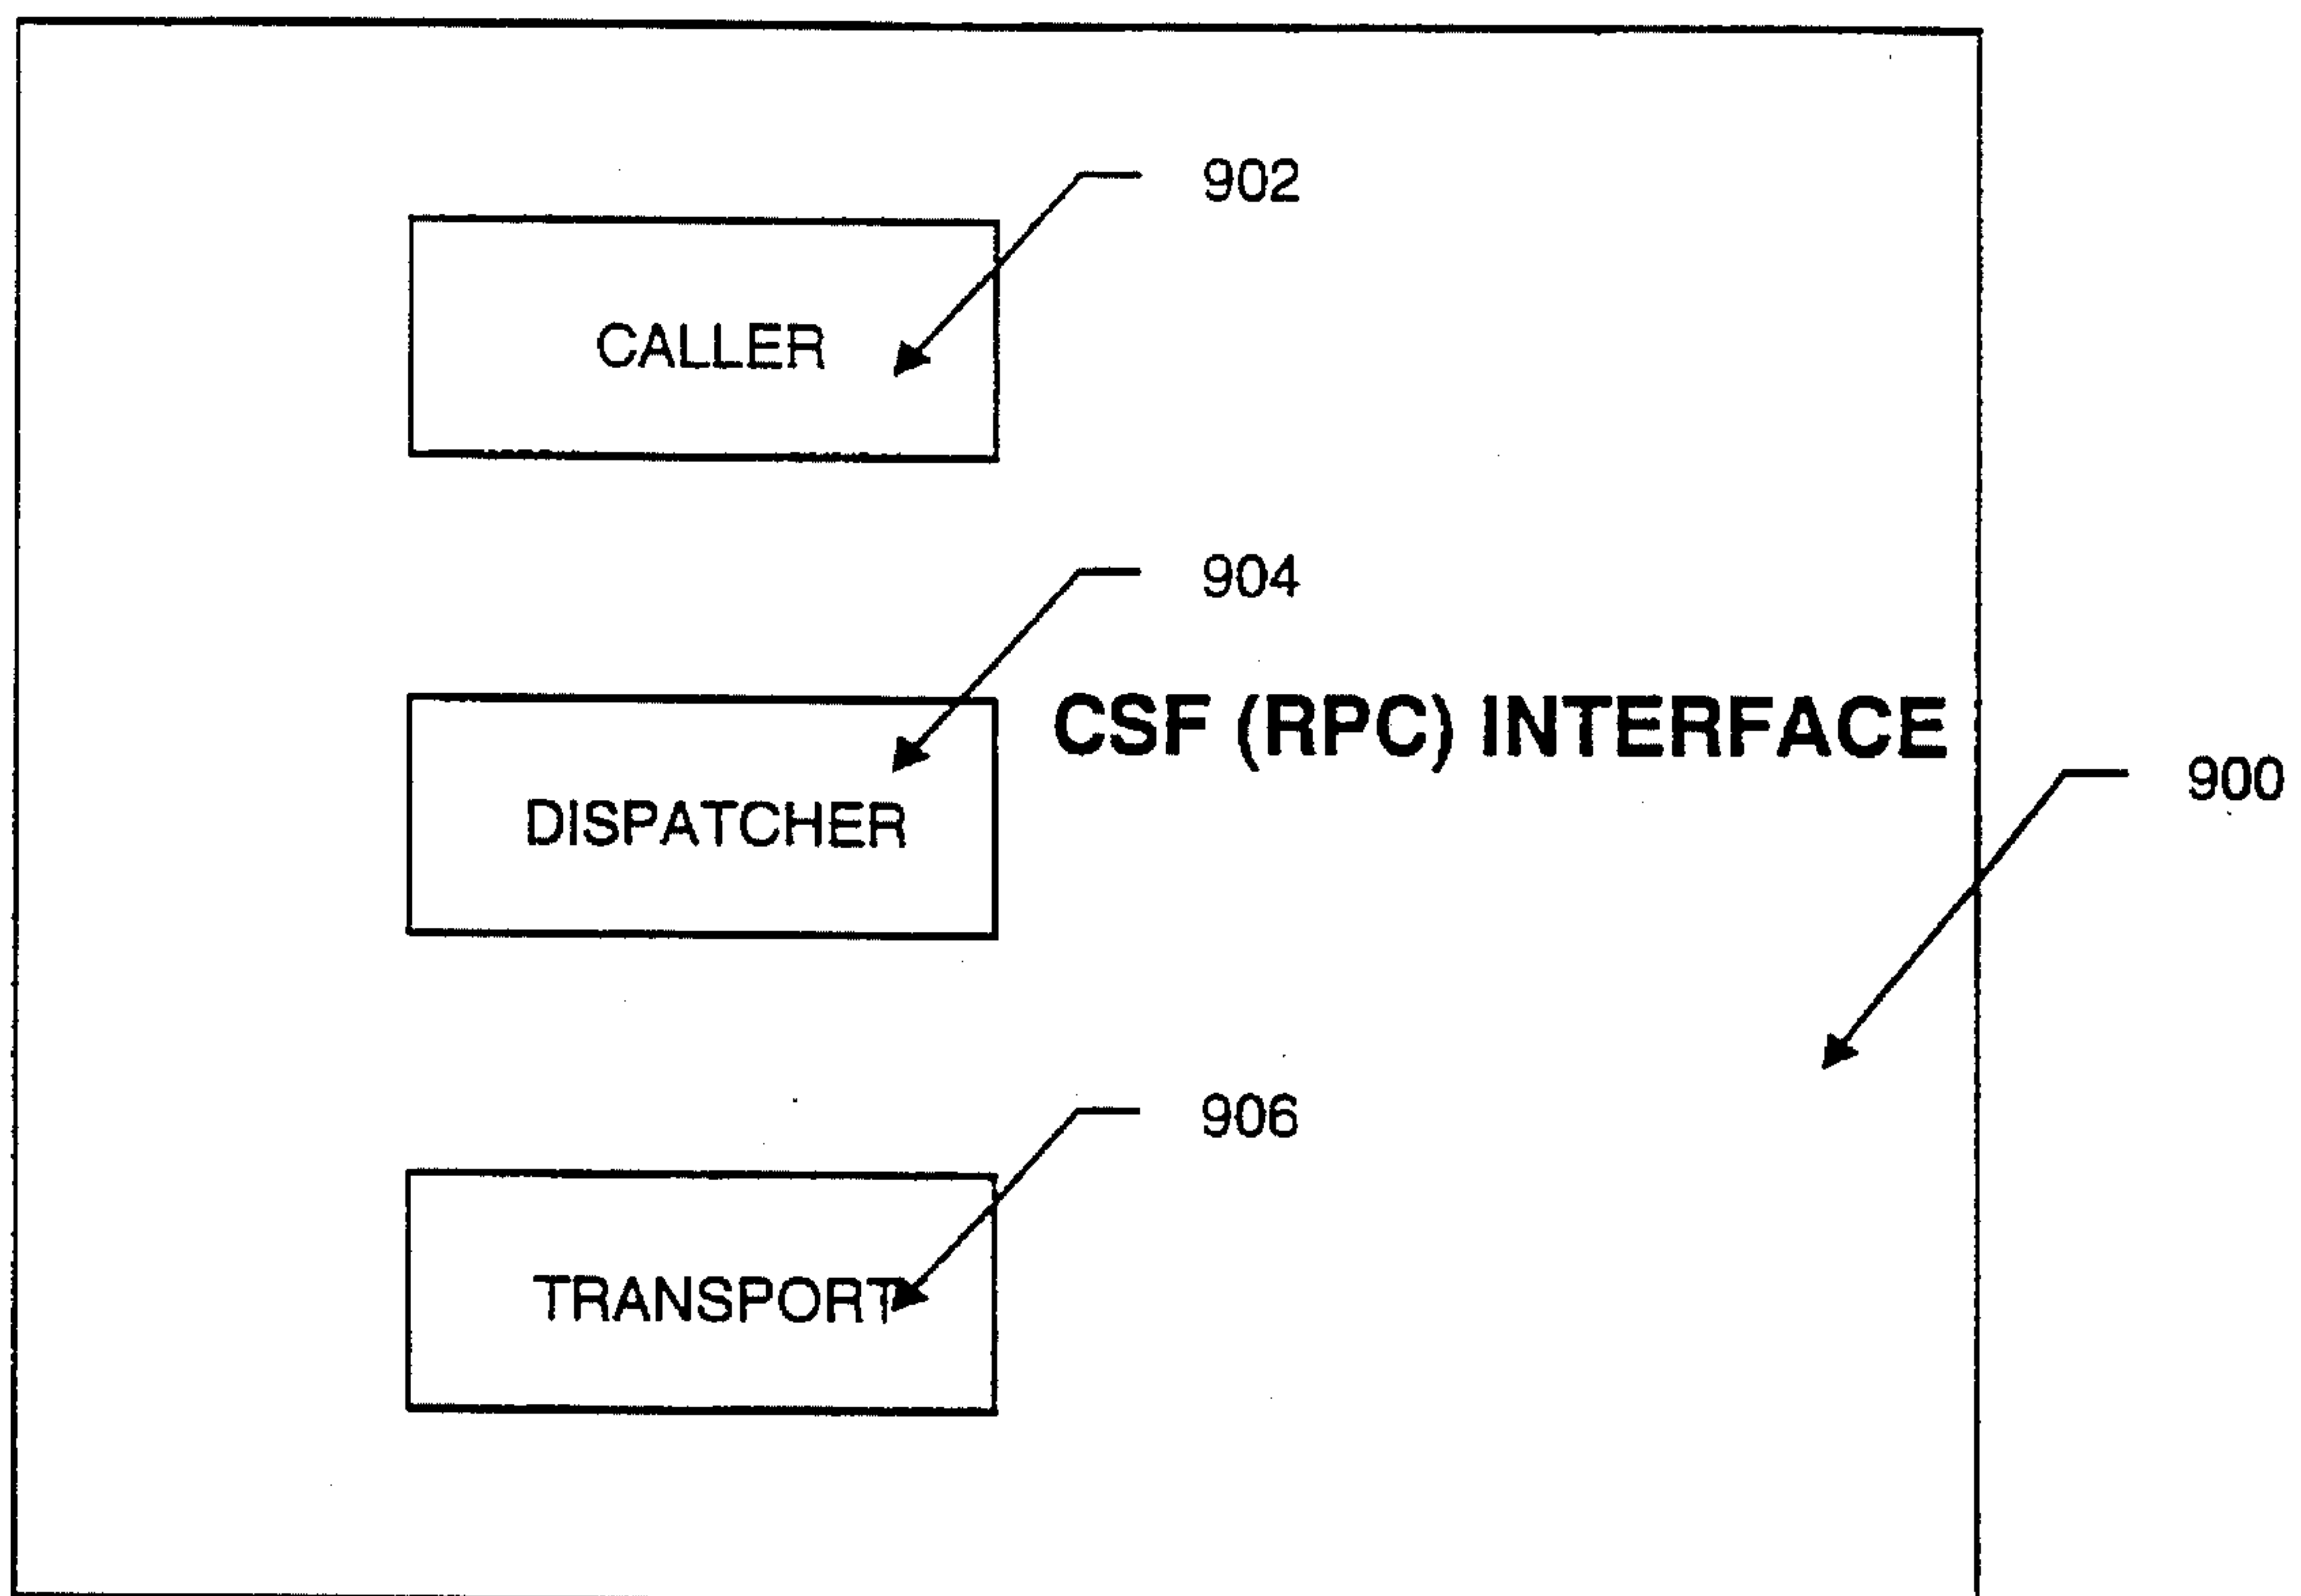 902
CALLER
904
CSF (RPC) INTERFACE
900
DISPATCHER
906
TRANSPORT